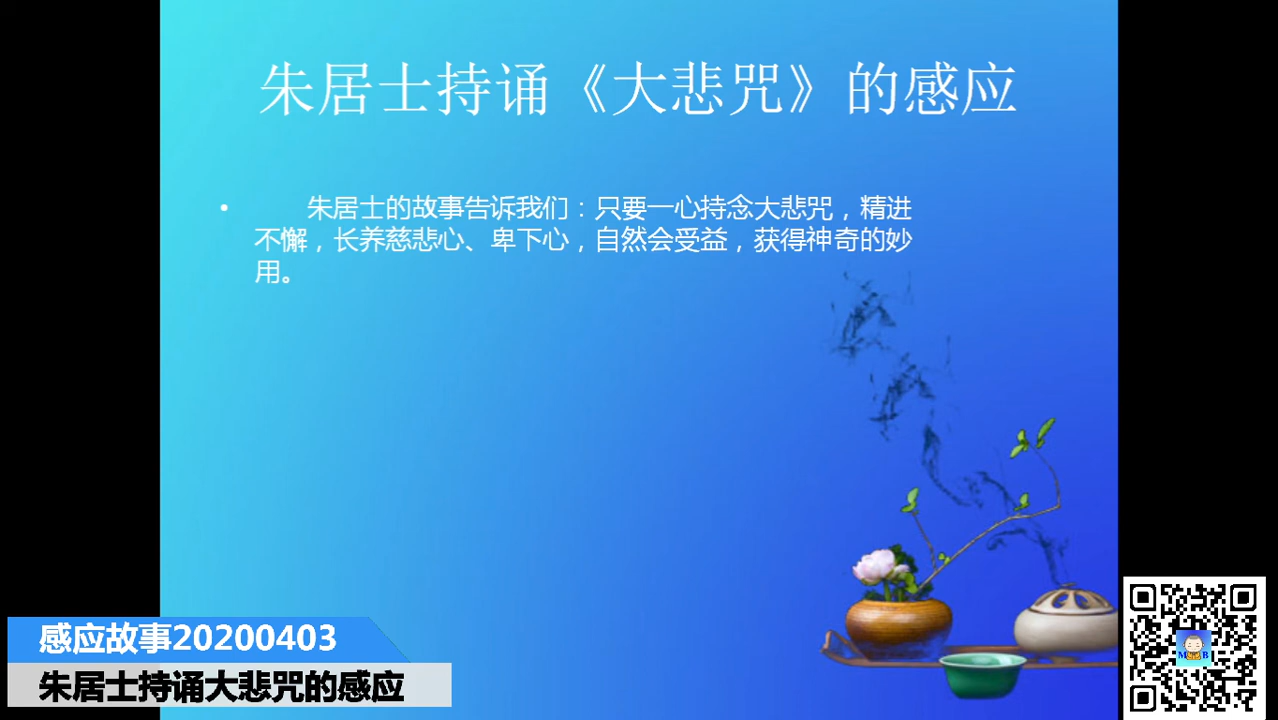 朱居士持诵《大悲咒》的感应
• 朱居士的故事告诉我们：只要一心持念大悲咒，精进
不懈，长养慈悲心、卑下心，自然会受益，获得神奇的妙
用。
感应故事20200403
朱居士持诵大悲咒的感应
M B